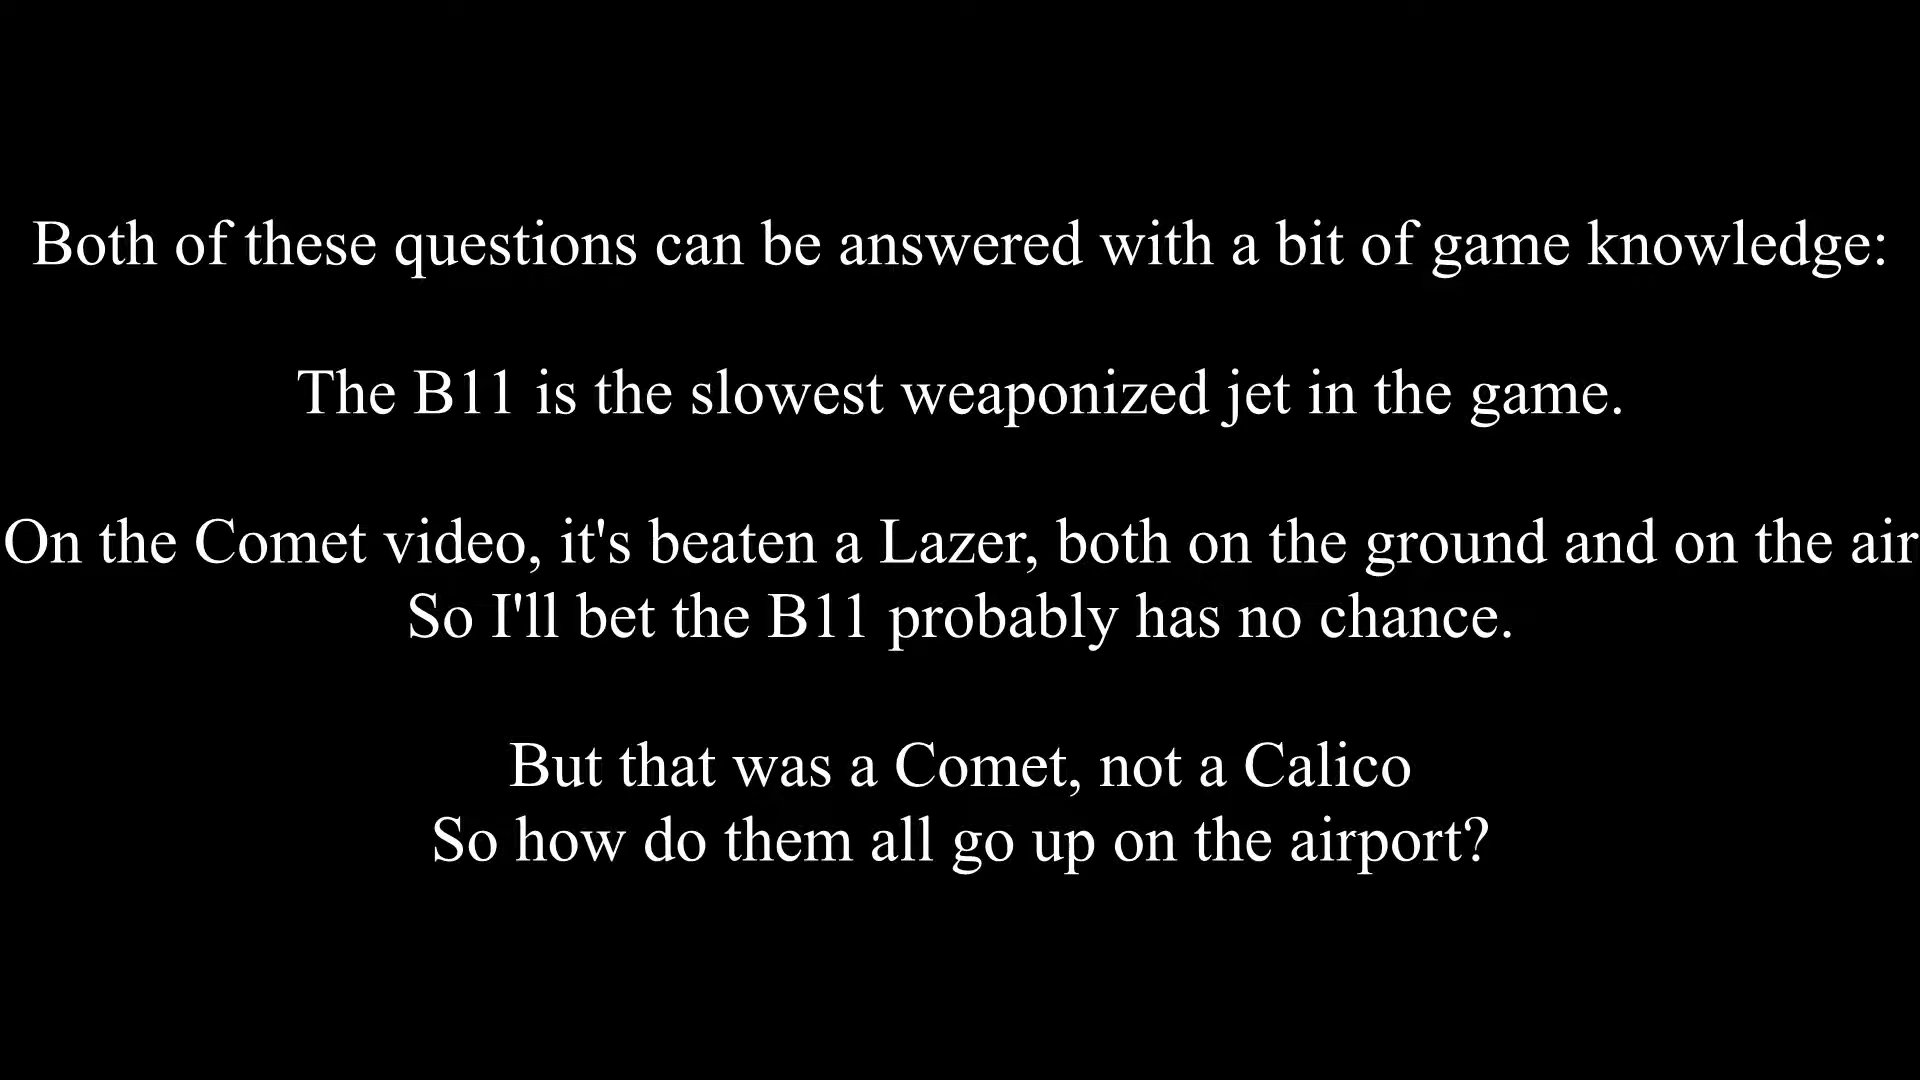 Both of these questions can be answered with a bit of game knowledge:
The B11 is the slowest weaponized jet in the game.
On the Comet video, it's beaten a Lazer, both on the ground and on the air
So I'll bet the B11 probably has no chance.
But that was a Comet, not a Calico
So how do them all go up on the airport?